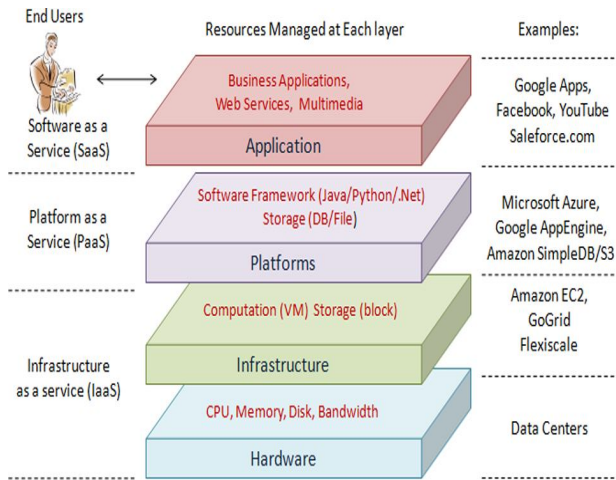 End Users
Resources Managed at Each layer
Examples:
Business Applications,
Web Services, Multimedia
Application
Software as a
Service (SaaS)
Google Apps,
Facebook, YouTube
Saleforce.com
Software Framework (Java/Python/.Net)
Storage (DB/File)
Platforms
Platform as a
Service (PaaS)
Microsoft Azure,
Google AppEngine,
Amazon SimpleDB/S3
Computation (VM) Storage (block)
Infrastructure
Amazon EC2,
GoGrid
Flexiscale
Infrastructure
as a service (IaaS)
CPU, Memory, Disk, Bandwidth
Hardware
Data Centers